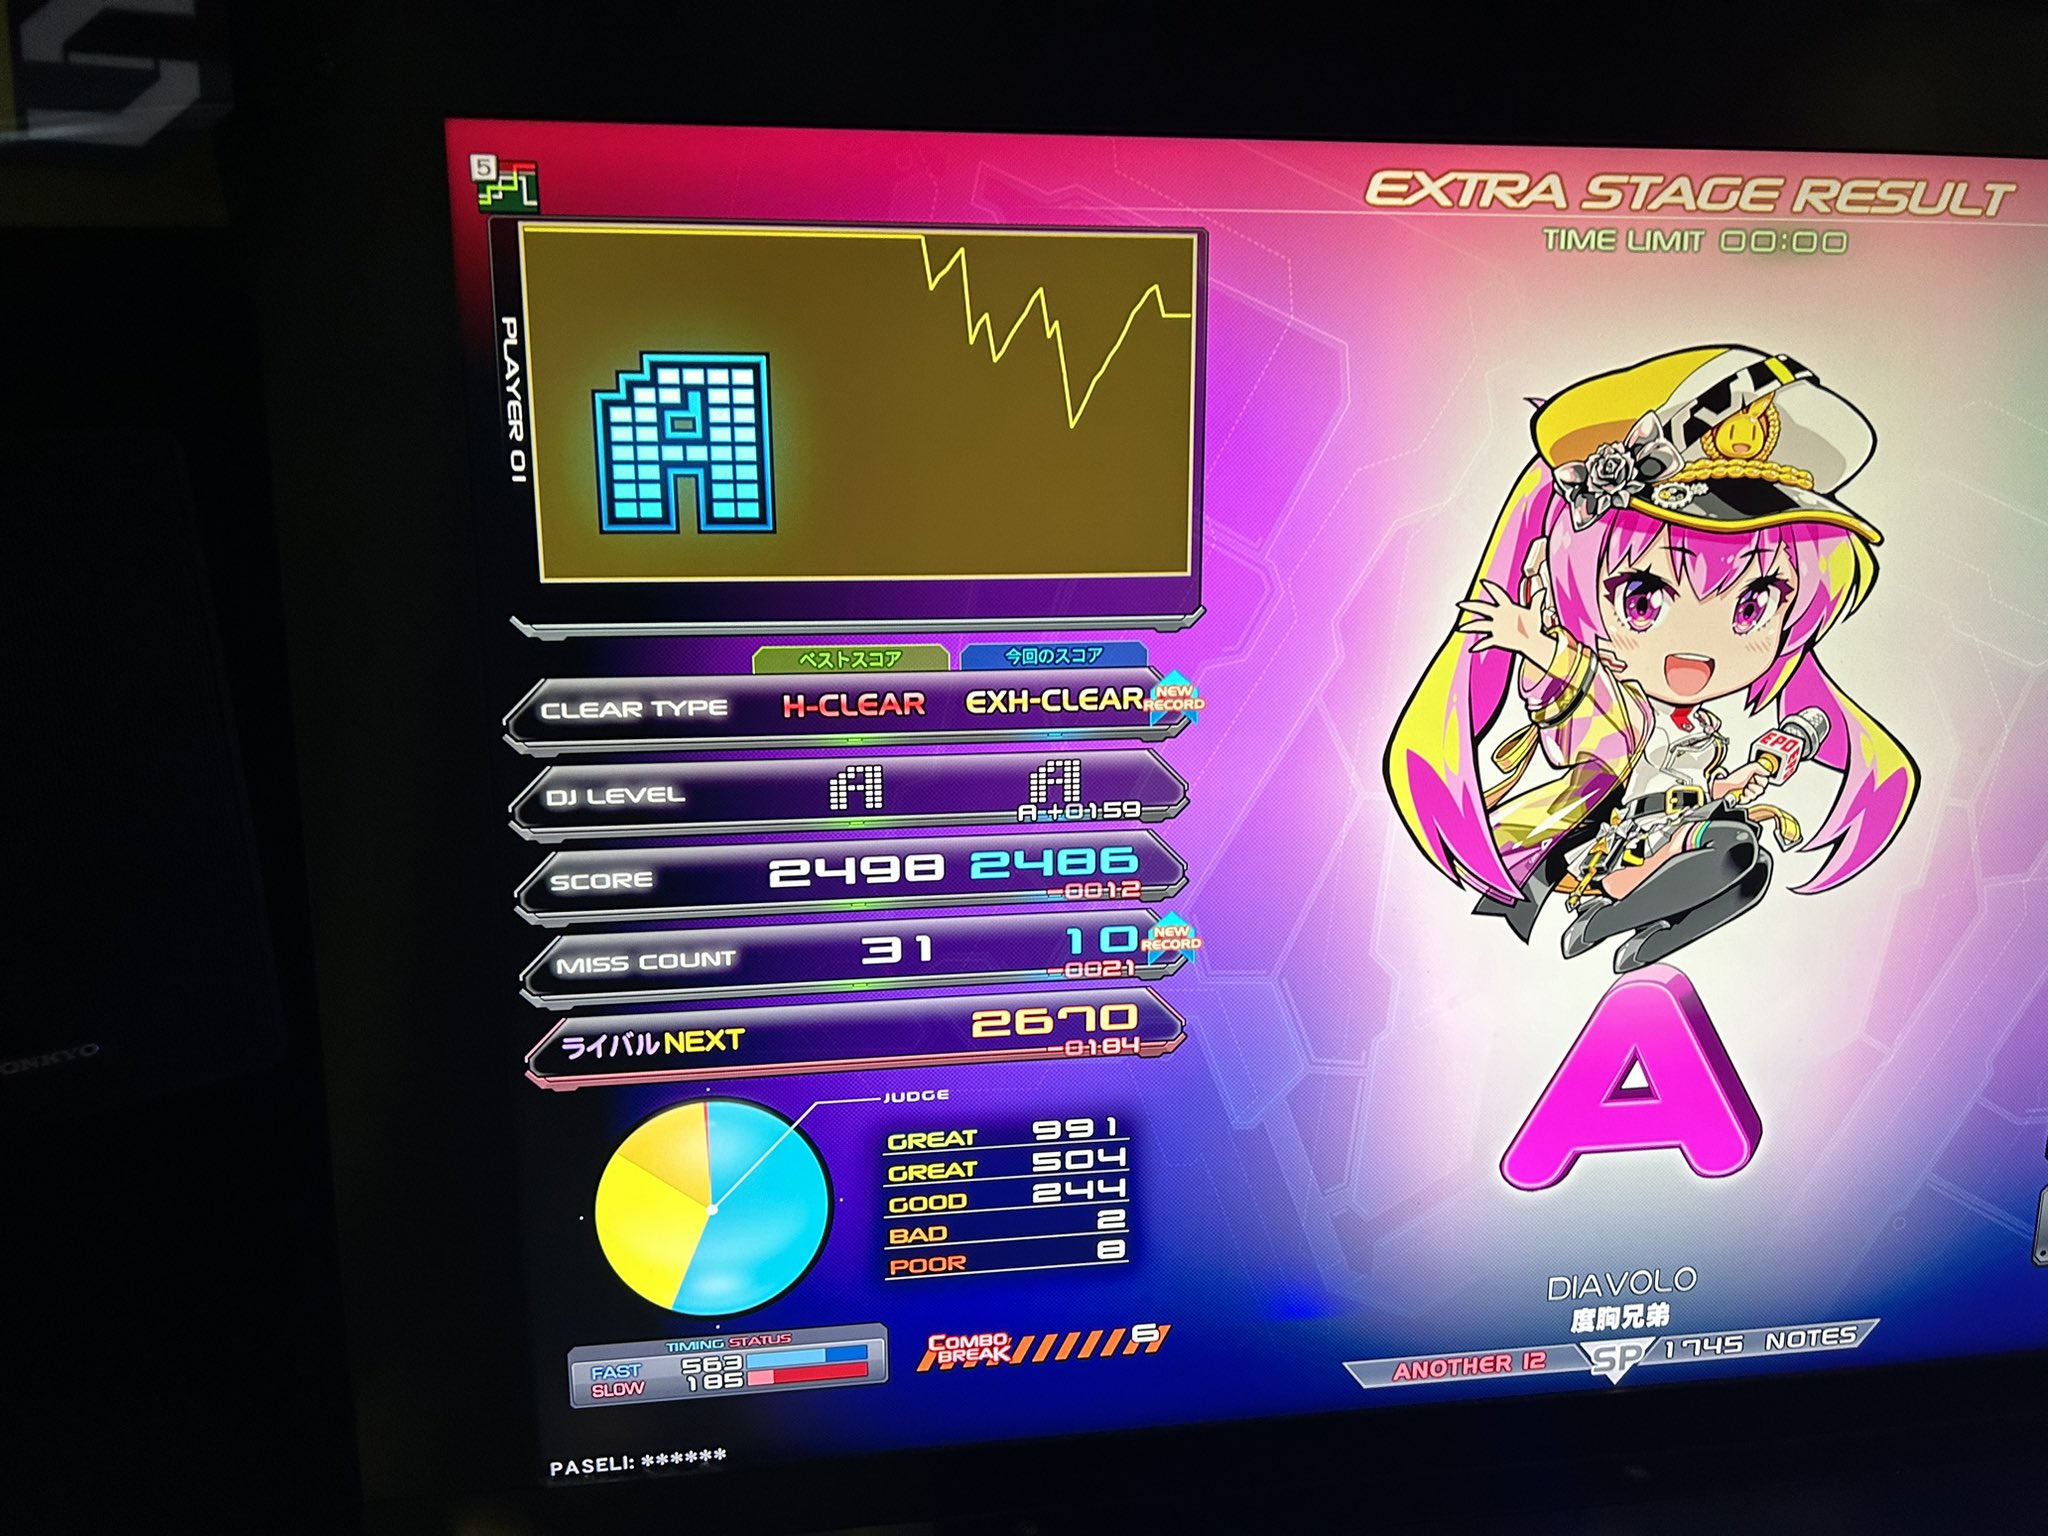 5
EXTRA STAGE RESULT
TIME LIMIT 00:00
PLAYER 01
A
ベストスコア 今回のスコア
CLEAR TYPE H-CLEAR EXH-CLEAR NEW RECORD
DJ LEVEL A A
A +0159
SCORE 2498 2486
-0012
MISS COUNT 31 10 NEW RECORD
-0021
ライバルNEXT 2670
-0184
JUDGE
GREAT 991
GREAT 504
GOOD 244
BAD 2
POOR 8
TIMING STATUS
FAST 563
SLOW 185
COMBO BREAK 6
PASELI: ******
A
DIAVOLO
度胸兄弟
ANOTHER 12 SP 1745 NOTES
ONKYO